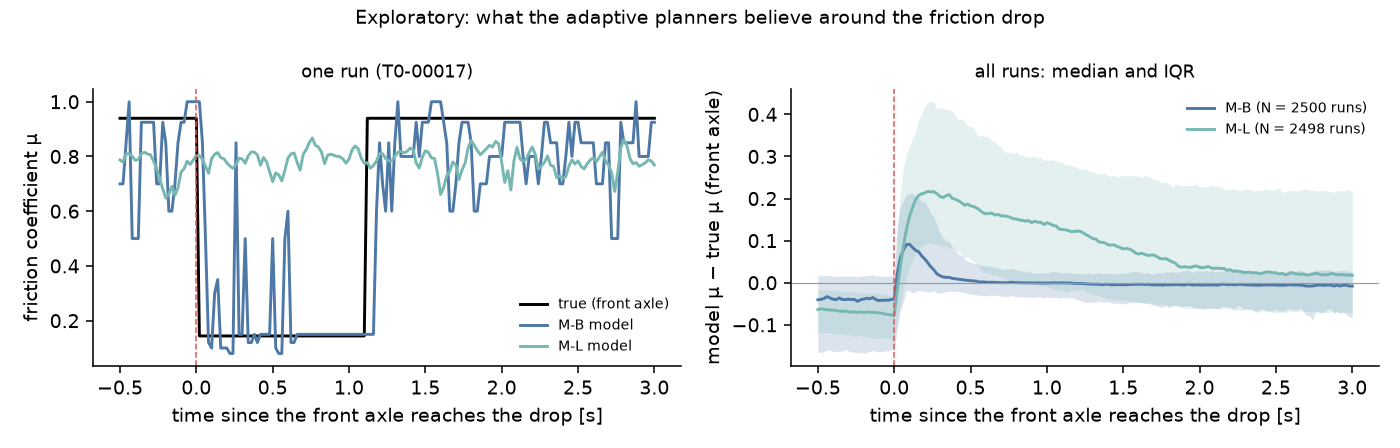 Exploratory: what the adaptive planners believe around the friction drop
one run (T0-00017)
friction coefficient μ
1.0
0.8
0.6
0.4
0.2
true (front axle)
M-B model
M-L model
−0.5 0.0 0.5 1.0 1.5 2.0 2.5 3.0
time since the front axle reaches the drop [s]
all runs: median and IQR
model μ − true μ (front axle)
0.4
0.3
0.2
0.1
0.0
−0.1
M-B (N = 2500 runs)
M-L (N = 2498 runs)
−0.5 0.0 0.5 1.0 1.5 2.0 2.5 3.0
time since the front axle reaches the drop [s]